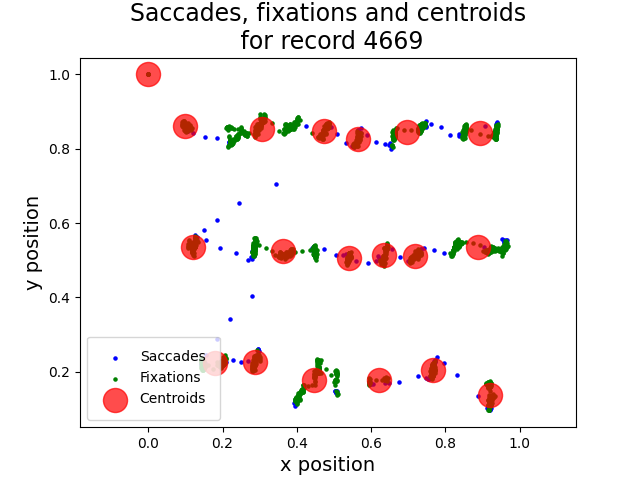 Saccades, fixations and centroids
for record 4669
1.0
0.8
0.6
0.4
0.2
y position
Saccades
Fixations
Centroids
0.0
0.2
0.4
0.6
0.8
1.0
x position